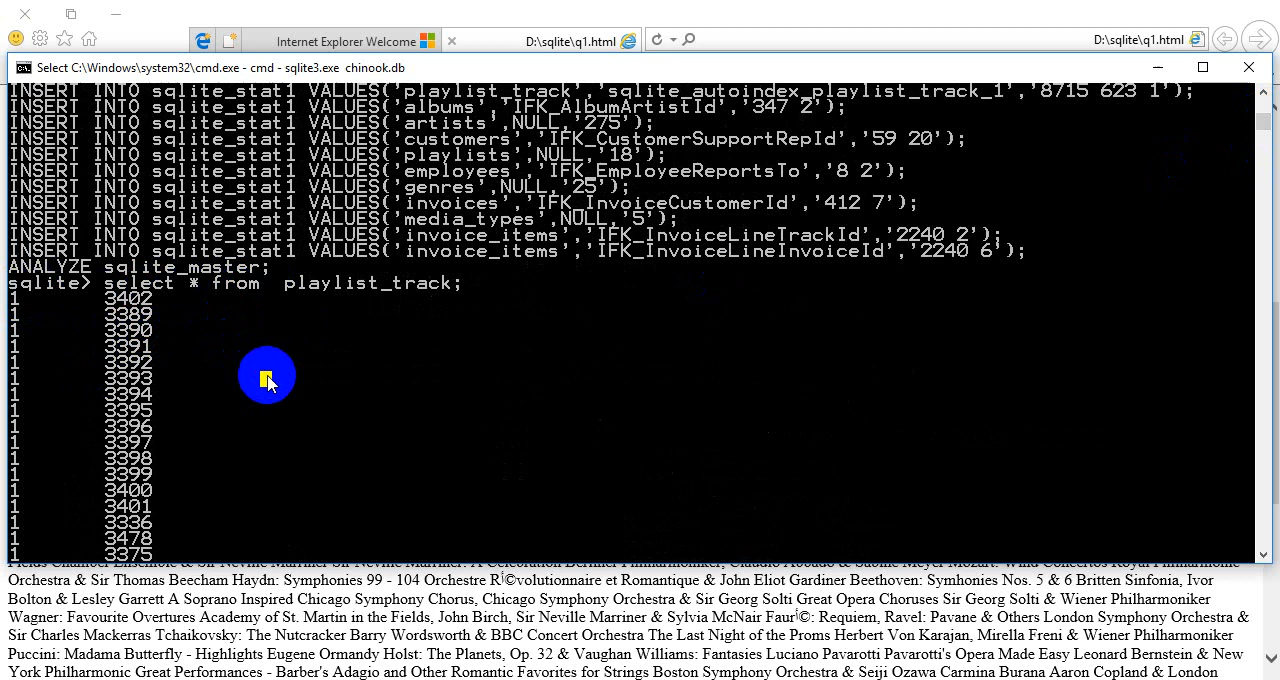 Internet Explorer Welcome
D:\sqlite\q1.html
D:\sqlite\q1.html
Select C:\Windows\system32\cmd.exe - cmd - sqlite3.exe chinook.db
INSERT INTO sqlite_stat1 VALUES('playlist_track','sqlite_autoindex_playlist_track_1','8715 623 1');
INSERT INTO sqlite_stat1 VALUES('albums','IFK_AlbumArtistId','347 2');
INSERT INTO sqlite_stat1 VALUES('artists',NULL,'275');
INSERT INTO sqlite_stat1 VALUES('customers','IFK_CustomerSupportRepId','59 20');
INSERT INTO sqlite_stat1 VALUES('playlists',NULL,'18');
INSERT INTO sqlite_stat1 VALUES('employees','IFK_EmployeeReportsTo','8 2');
INSERT INTO sqlite_stat1 VALUES('genres',NULL,'25');
INSERT INTO sqlite_stat1 VALUES('invoices','IFK_InvoiceCustomerId','412 7');
INSERT INTO sqlite_stat1 VALUES('media_types',NULL,'5');
INSERT INTO sqlite_stat1 VALUES('invoice_items','IFK_InvoiceLineTrackId','2240 2');
INSERT INTO sqlite_stat1 VALUES('invoice_items','IFK_InvoiceLineInvoiceId','2240 6');
ANALYZE sqlite_master;
sqlite> select * from  playlist_track;
1 3402
1 3389
1 3390
1 3391
1 3392
1 3393
1 3394
1 3395
1 3396
1 3397
1 3398
1 3399
1 3400
1 3401
1 3336
1 3478
1 3375
Orchestra & Sir Thomas Beecham Haydn: Symphonies 99 - 104 Orchestre Révolutionnaire et Romantique & John Eliot Gardiner Beethoven: Symhonies Nos. 5 & 6 Britten Sinfonia, Ivor
Bolton & Lesley Garrett A Soprano Inspired Chicago Symphony Chorus, Chicago Symphony Orchestra & Sir Georg Solti Great Opera Choruses Sir Georg Solti & Wiener Philharmoniker
Wagner: Favourite Overtures Academy of St. Martin in the Fields, John Birch, Sir Neville Marriner & Sylvia McNair Fauré: Requiem, Ravel: Pavane & Others London Symphony Orchestra &
Sir Charles Mackerras Tchaikovsky: The Nutcracker Barry Wordsworth & BBC Concert Orchestra The Last Night of the Proms Herbert Von Karajan, Mirella Freni & Wiener Philharmoniker
Puccini: Madama Butterfly - Highlights Eugene Ormandy Holst: The Planets, Op. 32 & Vaughan Williams: Fantasies Luciano Pavarotti Pavarotti's Opera Made Easy Leonard Bernstein & New
York Philharmonic Great Performances - Barber's Adagio and Other Romantic Favorites for Strings Boston Symphony Orchestra & Seiji Ozawa Carmina Burana Aaron Copland & London